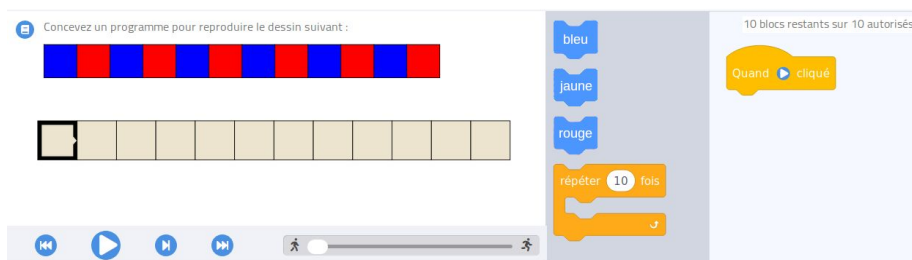 Concevez un programme pour reproduire le dessin suivant :
bleu
jaune
rouge
répéter 10 fois
10 blocs restants sur 10 autorisés
Quand cliqué